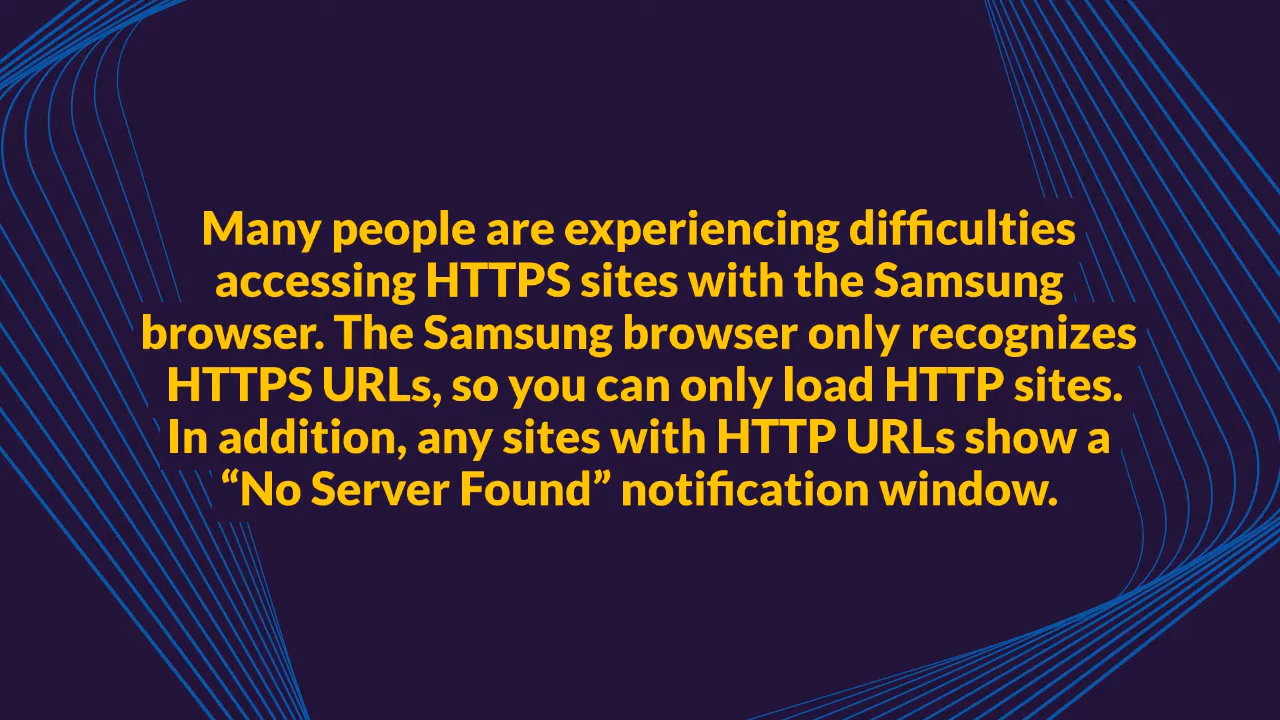 Many people are experiencing difficulties
accessing HTTPS sites with the Samsung
browser. The Samsung browser only recognizes
HTTPS URLs, so you can only load HTTP sites.
In addition, any sites with HTTP URLs show a
“No Server Found” notification window.